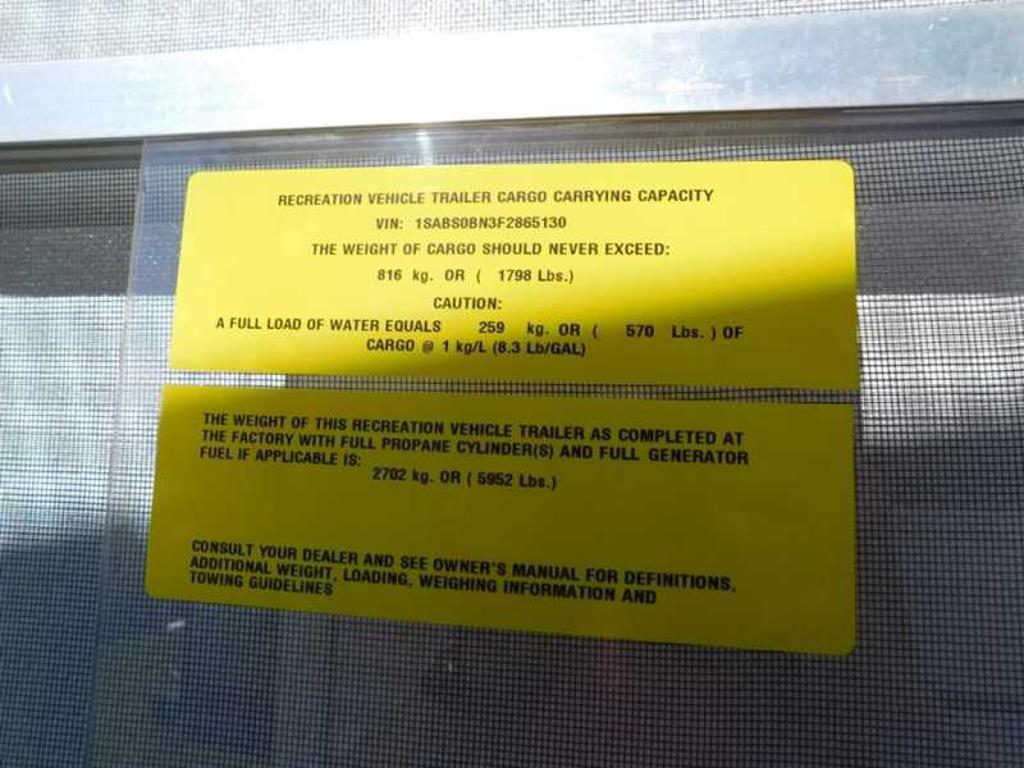 RECREATION VEHICLE TRAILER CARGO CARRYING CAPACITY
VIN: 1SABS0BN3F2865130
THE WEIGHT OF CARGO SHOULD NEVER EXCEED:
816 kg. OR ( 1798 Lbs.)
CAUTION:
A FULL LOAD OF WATER EQUALS 259 kg. OR ( 570 Lbs. ) OF
CARGO @ 1 kg/L (8.3 Lb/GAL)
THE WEIGHT OF THIS RECREATION VEHICLE TRAILER AS COMPLETED AT
THE FACTORY WITH FULL PROPANE CYLINDER(S) AND FULL GENERATOR
FUEL IF APPLICABLE IS:
2702 kg. OR ( 5952 Lbs.)
CONSULT YOUR DEALER AND SEE OWNER'S MANUAL FOR DEFINITIONS,
ADDITIONAL WEIGHT, LOADING, WEIGHING INFORMATION AND
TOWING GUIDELINES